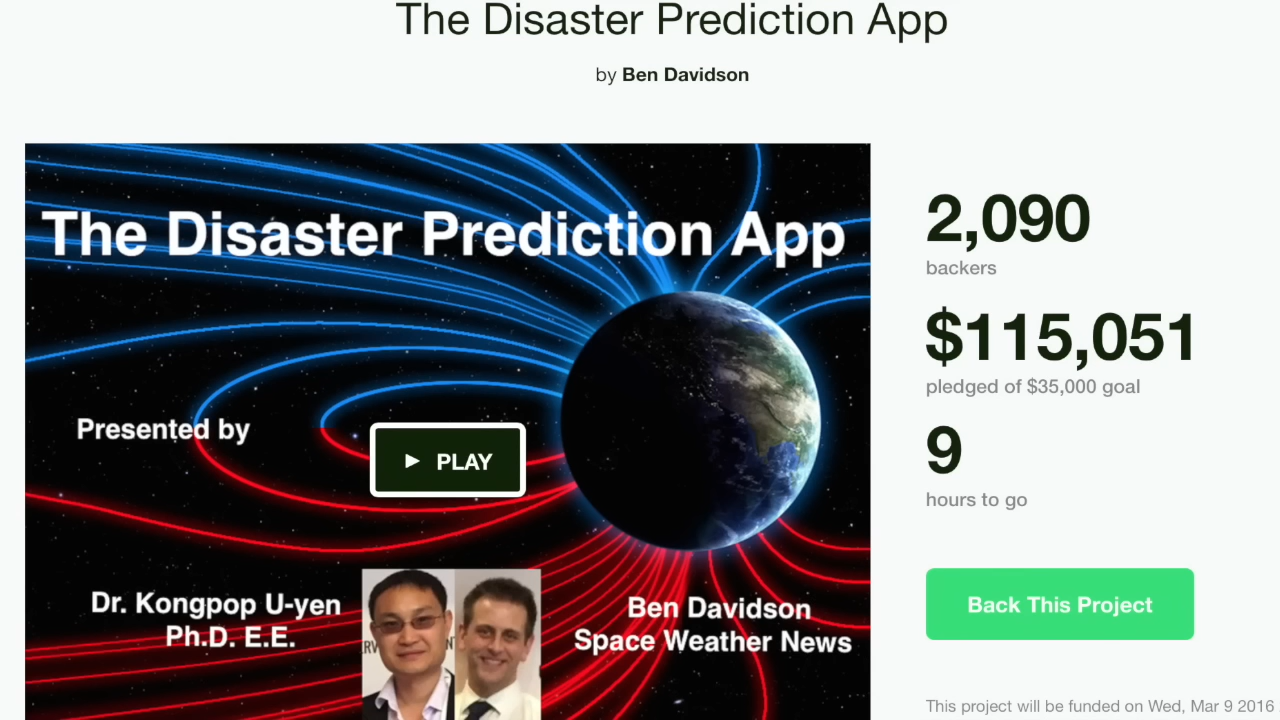 The Disaster Prediction App
by Ben Davidson
The Disaster Prediction App
Presented by
PLAY
Dr. Kongpop U-yen
Ph.D. E.E.
Ben Davidson
Space Weather News
2,090
backers
$115,051
pledged of $35,000 goal
9
hours to go
Back This Project
This project will be funded on Wed, Mar 9 2016